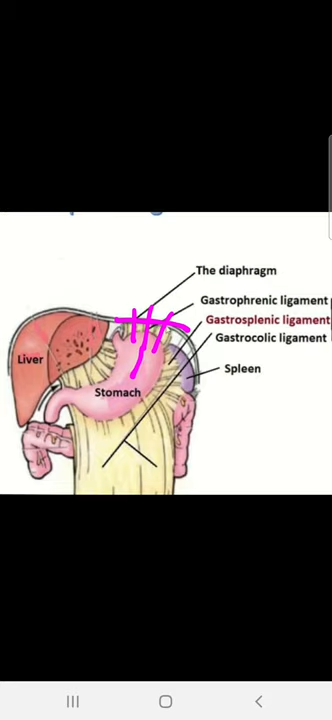 The diaphragm
Gastrophrenic ligament
Gastrosplenic ligament
Gastrocolic ligament
Liver
Spleen
Stomach